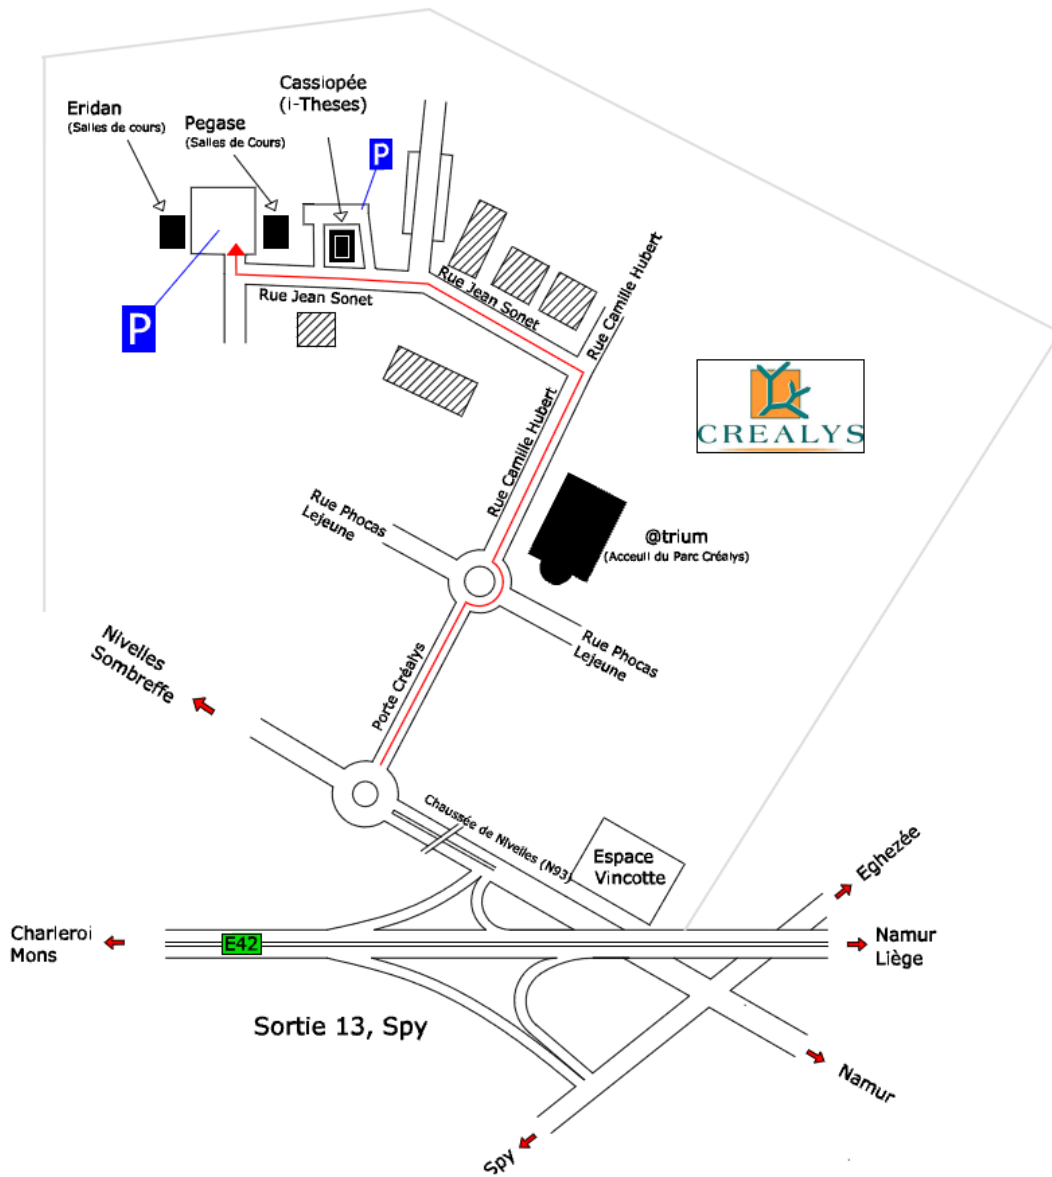 Cassiopée
(i-Theses)
Eridan
(Salles de cours)
Pegase
(Salles de Cours)
P
P
Rue Jean Sonet
Rue Jean Sonet
Rue Camille Hubert
Rue Camille Hubert
CREALYS
Rue Phocas
Lejeune
@trium
(Acceuil du Parc Créalys)
Rue Phocas
Lejeune
Nivelles
Sombreffe
Porte Créalys
Chaussée de Nivelles (N93)
Espace
Vincotte
Eghezée
Charleroi
Mons
E42
Namur
Liège
Sortie 13, Spy
Namur
Spy